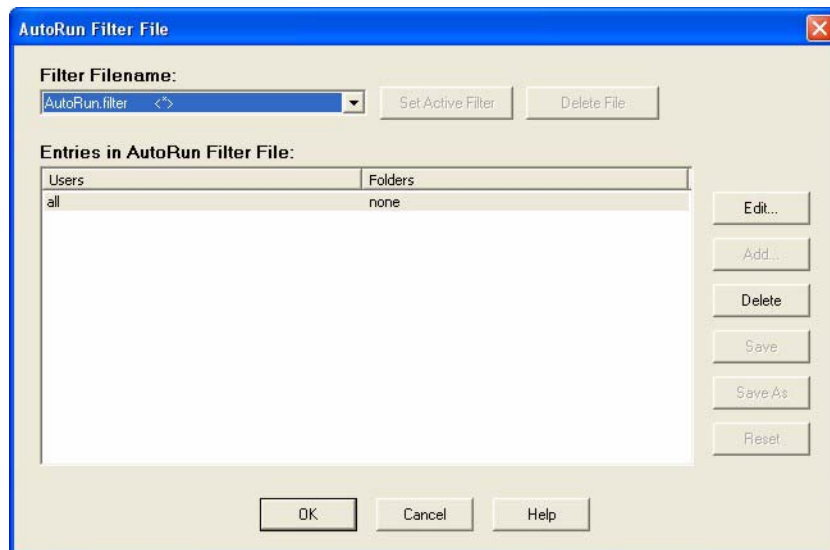 AutoRun Filter File
Filter Filename:
AutoRun.filter <*> Set Active Filter Delete File
Entries in AutoRun Filter File:
Users Folders
all none
Edit...
Add...
Delete
Save
Save As
Reset
OK Cancel Help